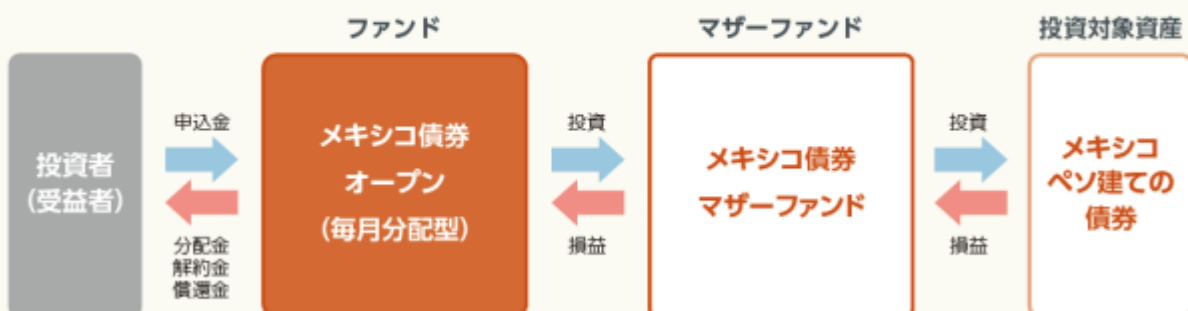 ファンド
マザーファンド
投資対象資産
投資者
(受益者)
申込金
分配金
解約金
償還金
メキシコ債券
オープン
(毎月分配型)
投資
損益
メキシコ債券
マザーファンド
投資
損益
メキシコ
ペソ建ての
債券